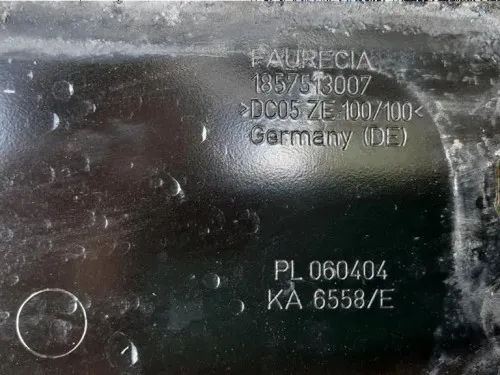 FAURECIA
1857513007
>DC05 ZE 100/100<
Germany (DE)
PL 060404
KA 6558/E